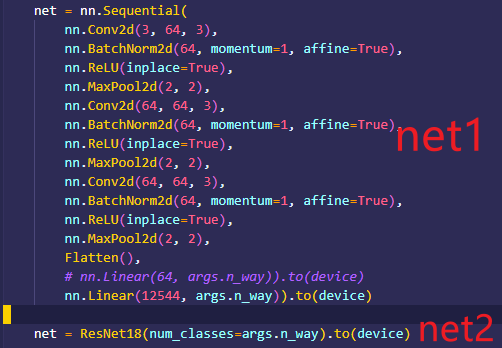 net = nn.Sequential(
nn.Conv2d(3, 64, 3),
nn.BatchNorm2d(64, momentum=1, affine=True),
nn.ReLU(inplace=True),
nn.MaxPool2d(2, 2),
nn.Conv2d(64, 64, 3),
nn.BatchNorm2d(64, momentum=1, affine=True),
net1
nn.ReLU(inplace=True),
nn.MaxPool2d(2, 2),
nn.Conv2d(64, 64, 3),
nn.BatchNorm2d(64, momentum=1, affine=True),
nn.ReLU(inplace=True),
nn.MaxPool2d(2, 2),
Flatten(),
# nn.Linear(64, args.n_way)).to(device)
nn.Linear(12544, args.n_way)).to(device)
net = ResNet18(num_classes=args.n_way).to(device)
net2